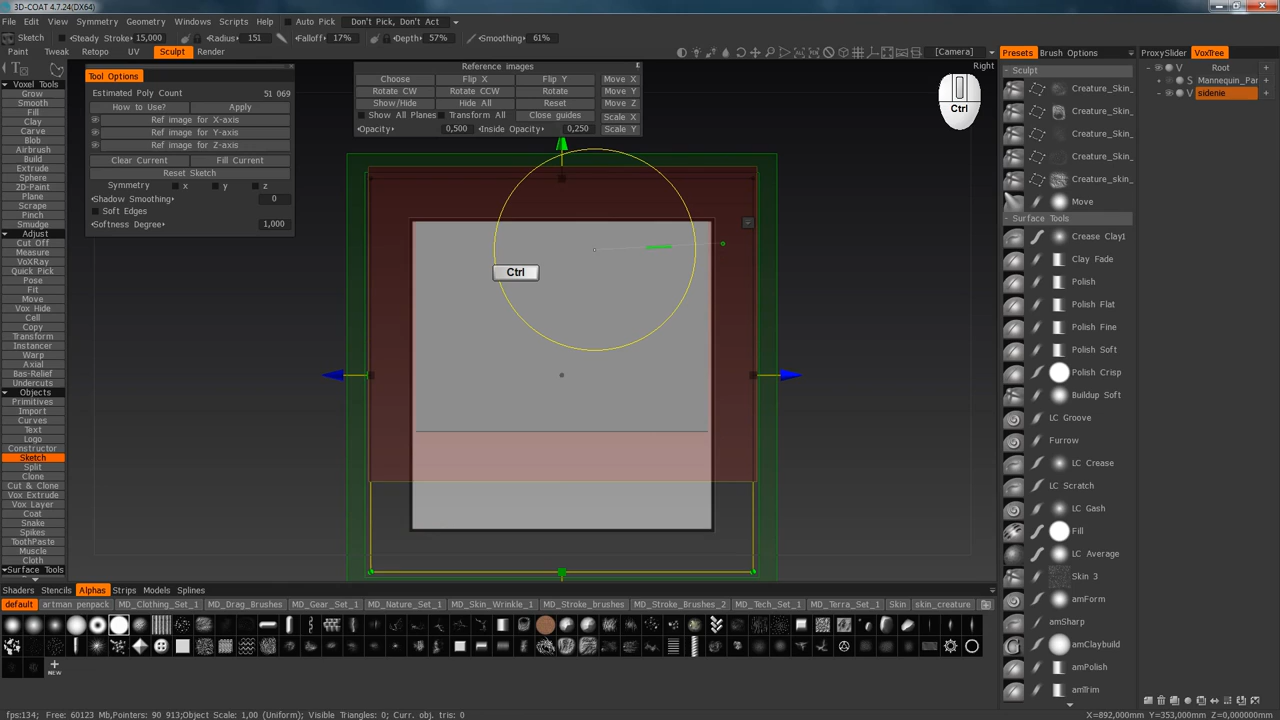 3D-COAT 4.7.24(DX64)
File Edit View Symmetry Geometry Windows Scripts Help Auto Pick Don't Pick, Don't Act
Sketch Steady Stroke 15,000 Radius 151 Falloff 17% Depth 57% Smoothing 61%
Paint Tweak Retopo UV Sculpt Render [Camera]
Right
Tool Options
Estimated Poly Count 51 069
How to Use? Apply
Ref image for X-axis
Ref image for Y-axis
Ref image for Z-axis
Clear Current Fill Current
Reset Sketch
Symmetry x y z
Shadow Smoothing 0
Soft Edges
Softness Degree 1,000
Reference images
Choose Flip X Flip Y Move X
Rotate CW Rotate CCW Rotate Move Y
Show/Hide Hide All Reset Move Z
Show All Planes Transform All Close guides Scale X
Opacity 0,500 Inside Opacity 0,250 Scale Y
Ctrl
Ctrl
Voxel Tools
Grow
Smooth
Fill
Clay
Carve
Blob
Airbrush
Build
Extrude
Sphere
2D-Paint
Plane
Scrape
Pinch
Smudge
Adjust
Cut Off
Measure
VoXRay
Quick Pick
Pose
Fit
Move
Vox Hide
Cell
Copy
Transform
Instancer
Warp
Axial
Bas-Relief
Undercuts
Objects
Primitives
Import
Curves
Text
Logo
Constructor
Sketch
Split
Clone
Cut & Clone
Vox Extrude
Vox Layer
Coat
Snake
Spikes
ToothPaste
Muscle
Cloth
Surface Tools
Presets Brush Options
Sculpt
Creature_Skin_
Creature_Skin_
Creature_Skin_
Creature_Skin_
Creature_skin_
Move
Surface Tools
Crease Clay1
Clay Fade
Polish
Polish Flat
Polish Fine
Polish Soft
Polish Crisp
Buildup Soft
LC Groove
Furrow
LC Crease
LC Scratch
LC Gash
Fill
LC Average
Skin 3
amForm
amSharp
amClaybuild
amPolish
amTrim
ProxySlider VoxTree
V Root
V Mannequin_Par
V sidenie
Shaders Stencils Alphas Strips Models Splines
default artman penpack MD_Clothing_Set_1 MD_Drag_Brushes MD_Gear_Set_1 MD_Nature_Set_1 MD_Skin_Wrinkle_1 MD_Stroke_brushes MD_Stroke_Brushes_2 MD_Tech_Set_1 MD_Terra_Set_1 Skin skin_creature
NEW
fps:134; Free: 60123 Mb,Pointers: 90 913;Object Scale: 1,00 (Uniform); Visible Triangles: 0; Curr. obj. tris: 0 X=892,000mm Y=353,000mm Z=0,000000mm